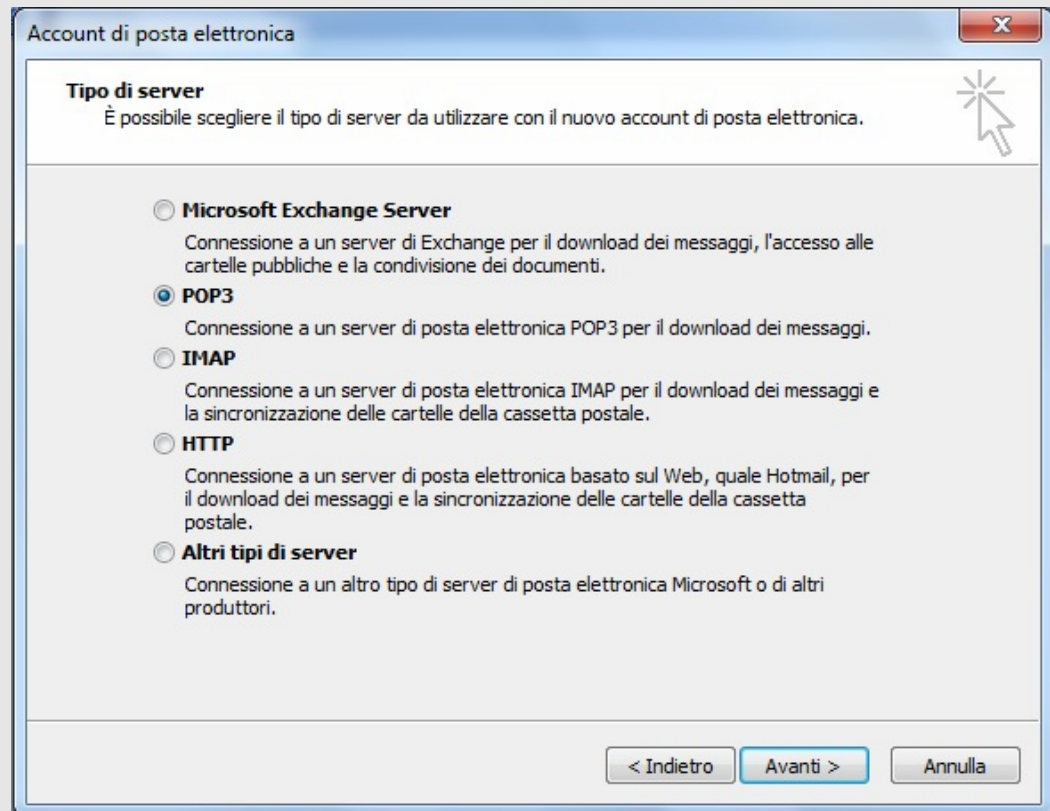 Account di posta elettronica
Tipo di server
È possibile scegliere il tipo di server da utilizzare con il nuovo account di posta elettronica.
Microsoft Exchange Server
Connessione a un server di Exchange per il download dei messaggi, l'accesso alle
cartelle pubbliche e la condivisione dei documenti.
POP3
Connessione a un server di posta elettronica POP3 per il download dei messaggi.
IMAP
Connessione a un server di posta elettronica IMAP per il download dei messaggi e
la sincronizzazione delle cartelle della cassetta postale.
HTTP
Connessione a un server di posta elettronica basato sul Web, quale Hotmail, per
il download dei messaggi e la sincronizzazione delle cartelle della cassetta
postale.
Altri tipi di server
Connessione a un altro tipo di server di posta elettronica Microsoft o di altri
produttori.
< Indietro Avanti > Annulla